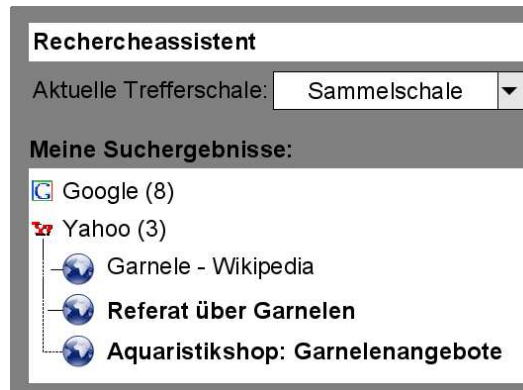 Rechercheassistent
Aktuelle Trefferschale: Sammelschale
Meine Suchergebnisse:
Google (8)
Yahoo (3)
Garnele - Wikipedia
Referat über Garnelen
Aquaristikshop: Garnelenangebote